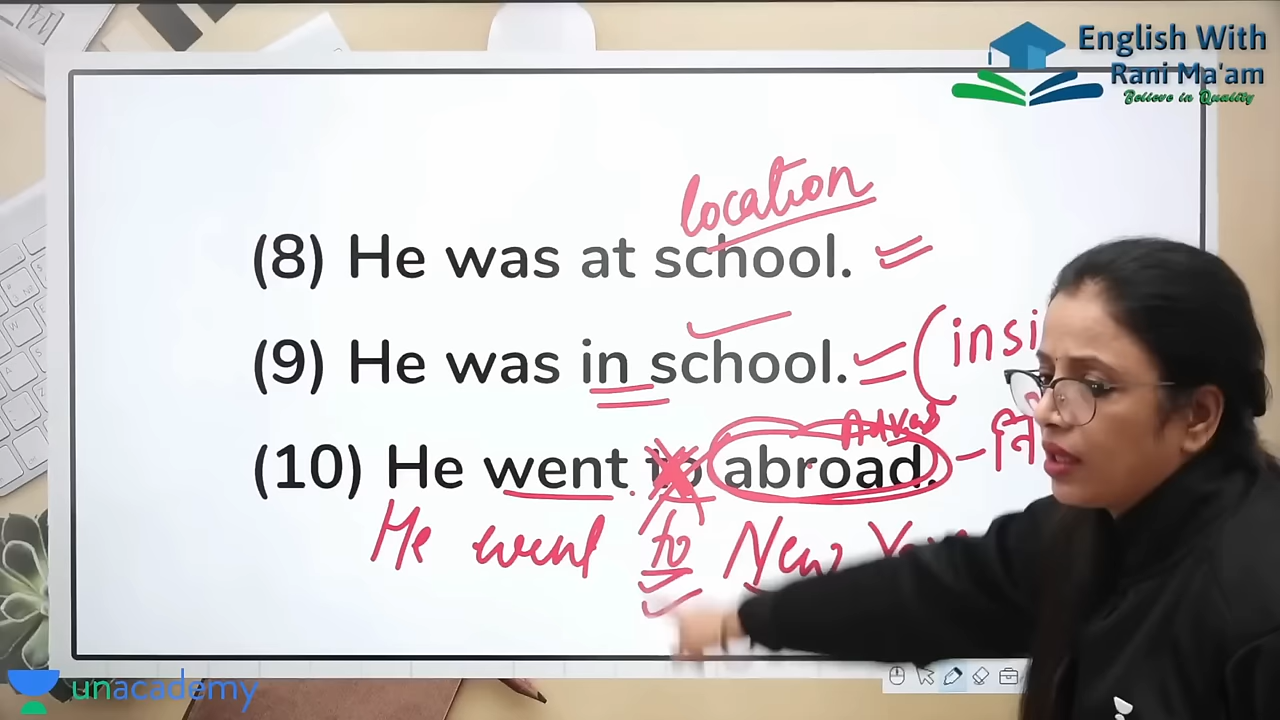 English With
Rani Ma'am
Believe in Quality
location
(8) He was at school.
(9) He was in school. (insi
(10) He went to abroad.
He went to New
unacademy